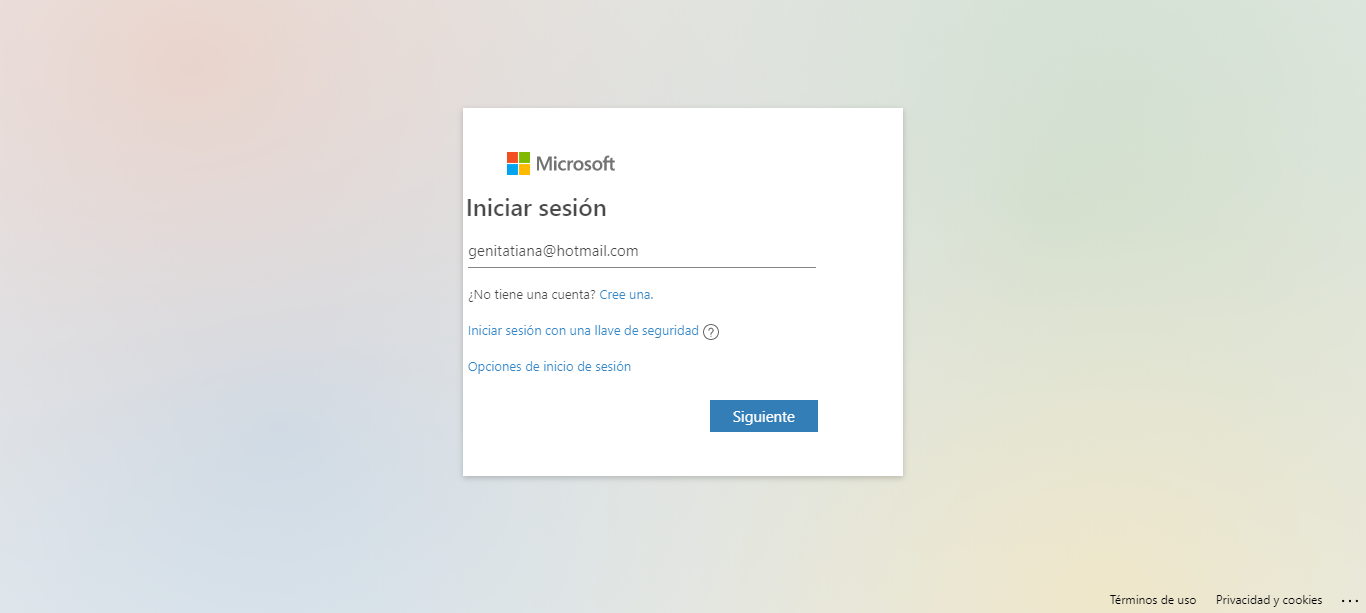 Microsoft
Iniciar sesión
genitatiana@hotmail.com
¿No tiene una cuenta? Cree una.
Iniciar sesión con una llave de seguridad ?
Opciones de inicio de sesión
Siguiente
Términos de uso Privacidad y cookies ...